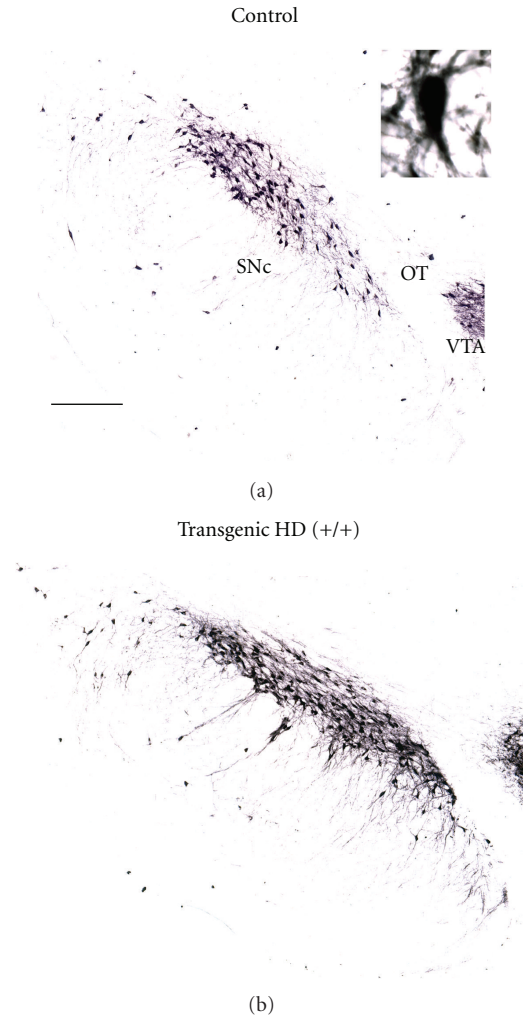 Control
SNc
OT
VTA
(a)
Transgenic HD (+/+)
(b)